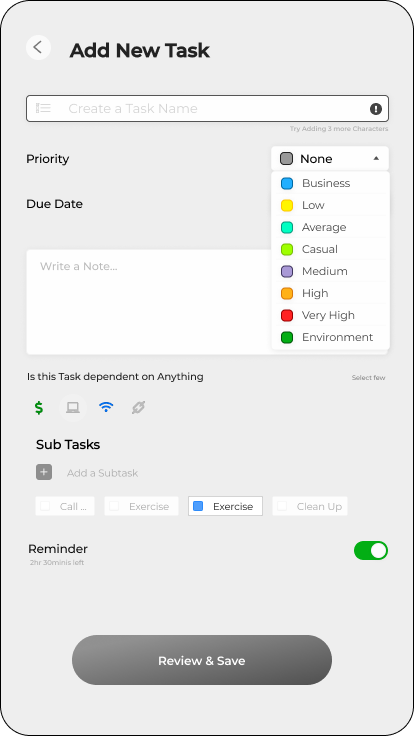 Add New Task
Create a Task Name
Try Adding 3 more Characters
Priority
None
Business
Due Date
Low
Average
Casual
Write a Note...
Medium
High
Very High
Environment
Is this Task dependent on Anything
Select few
$
Sub Tasks
Add a Subtask
Call ...
Exercise
Exercise
Clean Up
Reminder
2hr 30minis left
Review & Save